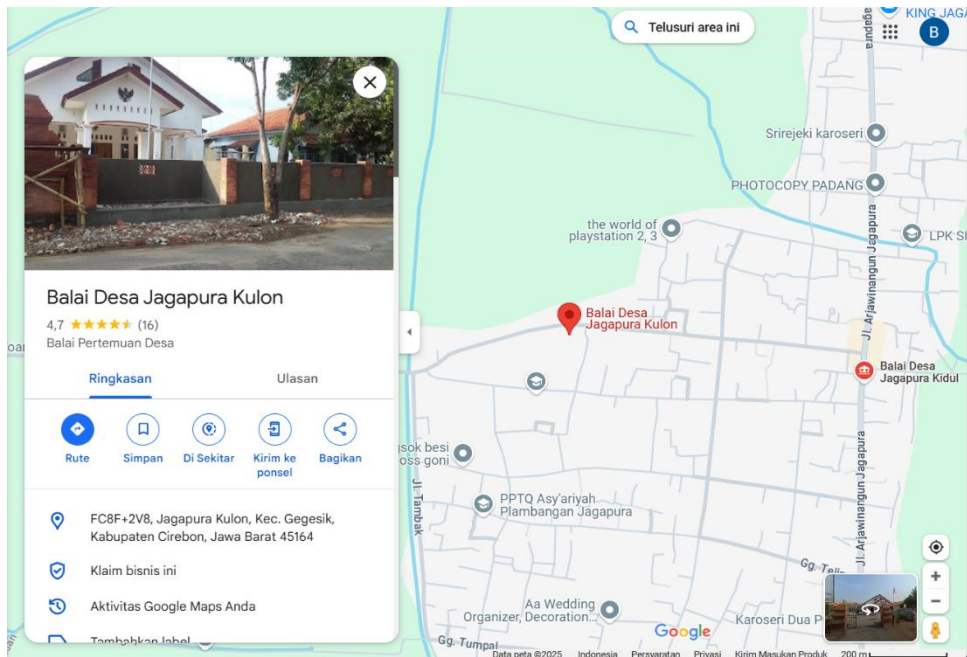 Balai Desa Jagapura Kulon
4,7
(16)
Balai Pertemuan Desa
Ringkasan
Ulasan
Rute
Simpan
Di Sekitar
Kirim ke
ponsel
Bagikan
FC8F+2V8, Jagapura Kulon, Kec. Gegesik,
Kabupaten Cirebon, Jawa Barat 45164
Klaim bisnis ini
Aktivitas Google Maps Anda
Tambahkan label
Telusuri area ini
KING JAGA
B
Srirejeki karoseri
PHOTOCOPY PADANG
the world of
playstation 2, 3
LPK SI
Jl. Arjawinangun Jagapura
Balai Desa
Jagapura Kulon
Balai Desa
Jagapura Kidul
sok besi
oss goni
Jl. Tambak
PPTQ Asy'ariyah
Plambangan Jagapura
Jl. Arjawinangun Jagapura
Aa Wedding
Organizer, Decoration...
Karoseri Dua P
Gg. Tumpal
Google
Data peta ©2025
Indonesia
Persyaratan
Privasi
Kirim Masukan Produk
200 m